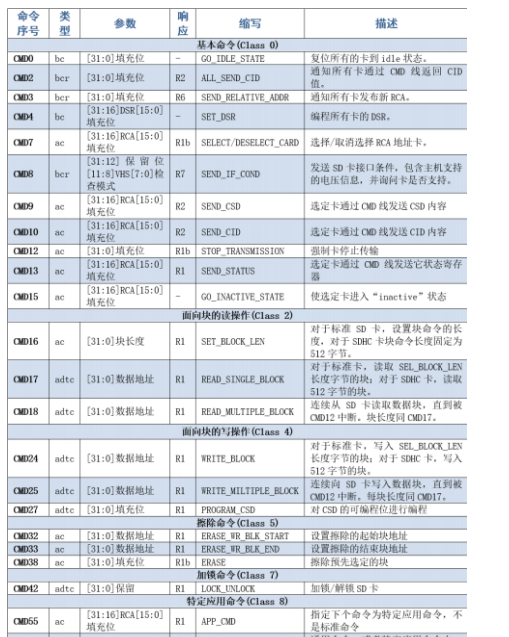 命令 类 参数 响 缩写 描述
序号 型 应
基本命令(Class 0)
CMD0 bc [31:0]填充位 - GO_IDLE_STATE 复位所有的卡到 idle 状态。
CMD2 bcr [31:0]填充位 R2 ALL_SEND_CID 通知所有卡通过 CMD 线返回 CID
值。
CMD3 bcr [31:0]填充位 R6 SEND_RELATIVE_ADDR 通知所有卡发布新 RCA。
CMD4 bc [31:16]DSR[15:0]
填充位 - SET_DSR 编程所有卡的 DSR。
CMD7 ac [31:16]RCA[15:0]
填充位 R1b SELECT/DESELECT_CARD 选择/取消选择 RCA 地址卡。
CMD8 bcr [31:12] 保留位
[11:8]VHS[7:0]检
查模式 R7 SEND_IF_COND 发送 SD 卡接口条件，包含主机支持
的电压信息，并询问卡是否支持。
CMD9 ac [31:16]RCA[15:0]
填充位 R2 SEND_CSD 选定卡通过 CMD 线发送 CSD 内容
CMD10 ac [31:16]RCA[15:0]
填充位 R2 SEND_CID 选定卡通过 CMD 线发送 CID 内容
CMD12 ac [31:0]填充位 R1b STOP_TRANSMISSION 强制卡停止传输
CMD13 ac [31:16]RCA[15:0]
填充位 R1 SEND_STATUS 选定卡通过 CMD 线发送它状态寄存
器
CMD15 ac [31:16]RCA[15:0]
填充位 - GO_INACTIVE_STATE 使选定卡进入“inactive”状态
面向块的读操作(Class 2)
CMD16 ac [31:0]块长度 R1 SET_BLOCK_LEN 对于标准 SD 卡，设置块命令的长
度，对于 SDHC 卡块命令长度固定为
512 字节。
CMD17 adtc [31:0]数据地址 R1 READ_SINGLE_BLOCK 对于标准卡，读取 SEL_BLOCK_LEN
长度字节的块；对于 SDHC 卡，读取
512 字节的块。
CMD18 adtc [31:0]数据地址 R1 READ_MULTIPLE_BLOCK 连续从 SD 卡读取数据块，直到被
CMD12 中断。块长度同 CMD17。
面向块的写操作(Class 4)
CMD24 adtc [31:0]数据地址 R1 WRITE_BLOCK 对于标准卡，写入 SEL_BLOCK_LEN
长度字节的块；对于 SDHC 卡，写入
512 字节的块。
CMD25 adtc [31:0]数据地址 R1 WRITE_MILTIPLE_BLOCK 连续向 SD 卡写入数据块，直到被
CMD12 中断。每块长度同 CMD17。
CMD27 adtc [31:0]填充位 R1 PROGRAM_CSD 对 CSD 的可编程位进行编程
擦除命令(Class 5)
CMD32 ac [31:0]数据地址 R1 ERASE_WR_BLK_START 设置擦除的起始块地址
CMD33 ac [31:0]数据地址 R1 ERASE_WR_BLK_END 设置擦除的结束块地址
CMD38 ac [31:0]填充位 R1b ERASE 擦除预先选定的块
加锁命令(Class 7)
CMD42 adtc [31:0]保留 R1 LOCK_UNLOCK 加锁/解锁 SD 卡
特定应用命令(Class 8)
CMD55 ac [31:16]RCA[15:0]
填充位 R1 APP_CMD 指定下个命令为特定应用命令，不
是标准命令